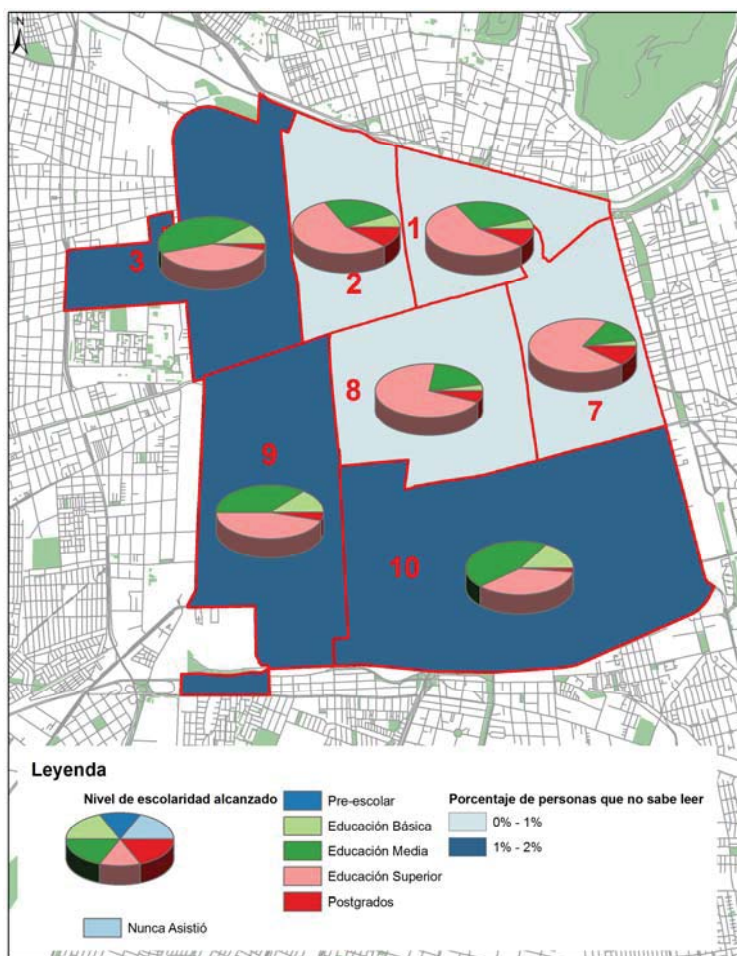 N
1
2
3
8
7
9
10
Leyenda
Nivel de escolaridad alcanzado
Pre-escolar
Educación Básica
Educación Media
Educación Superior
Postgrados
Nunca Asistió
Porcentaje de personas que no sabe leer
0% - 1%
1% - 2%